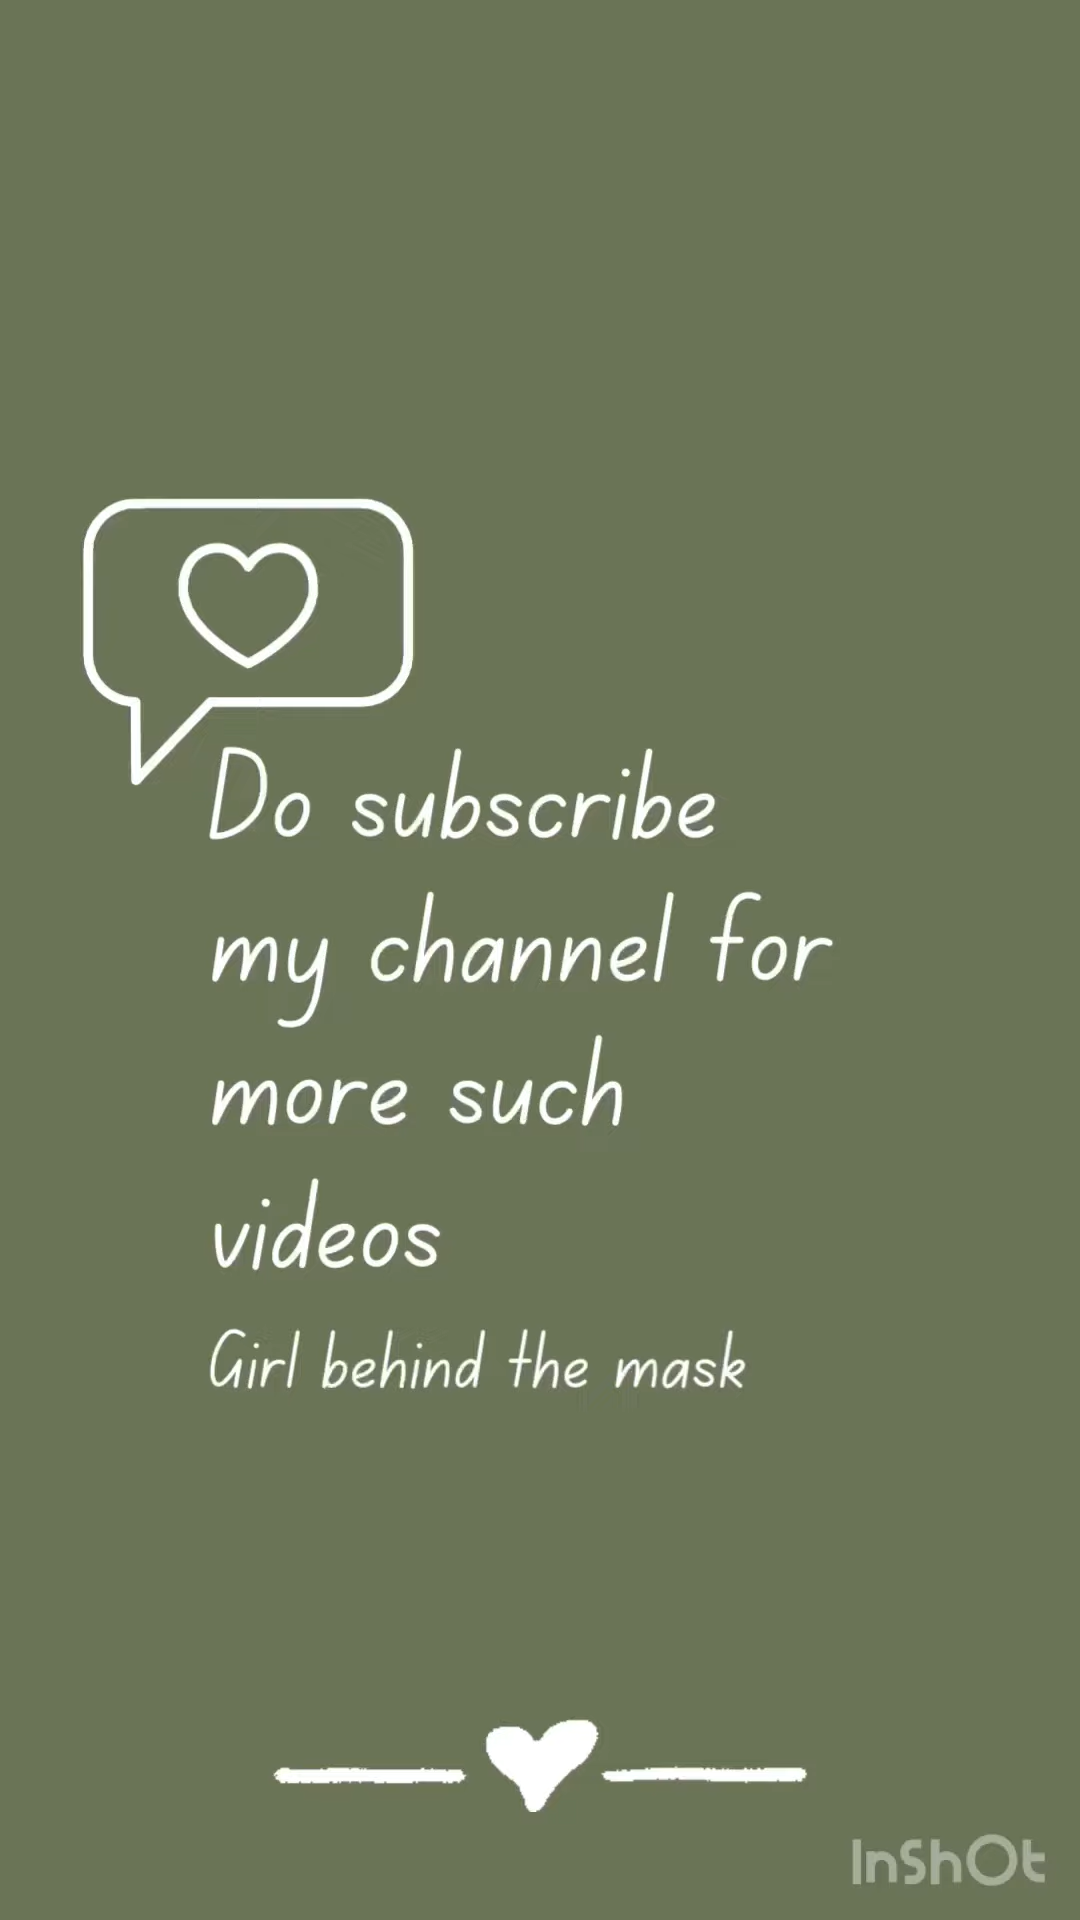 Do subscribe
my channel for
more such
videos
Girl behind the mask
InShOt